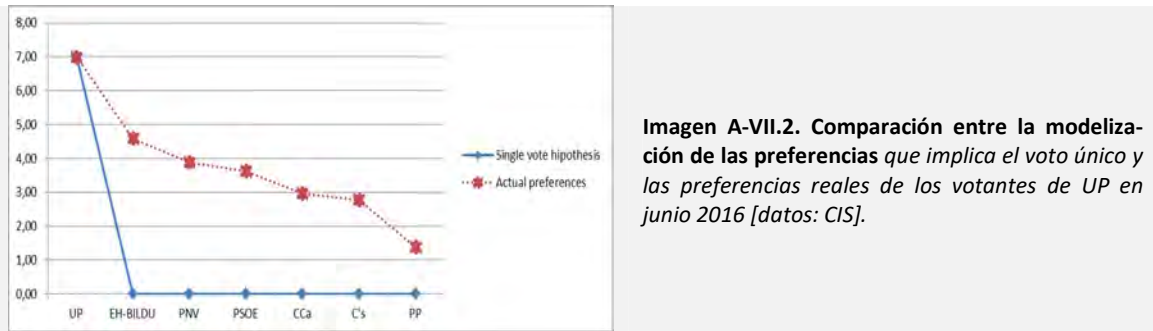 8,00
7,00
6,00
5,00
4,00
3,00
2,00
1,00
0,00
UP EH-BILDU PNV PSOE CCa C's PP
Single vote hipothesis
Actual preferences
Imagen A-VII.2. Comparación entre la modeliza-
ción de las preferencias que implica el voto único y
las preferencias reales de los votantes de UP en
junio 2016 [datos: CIS].